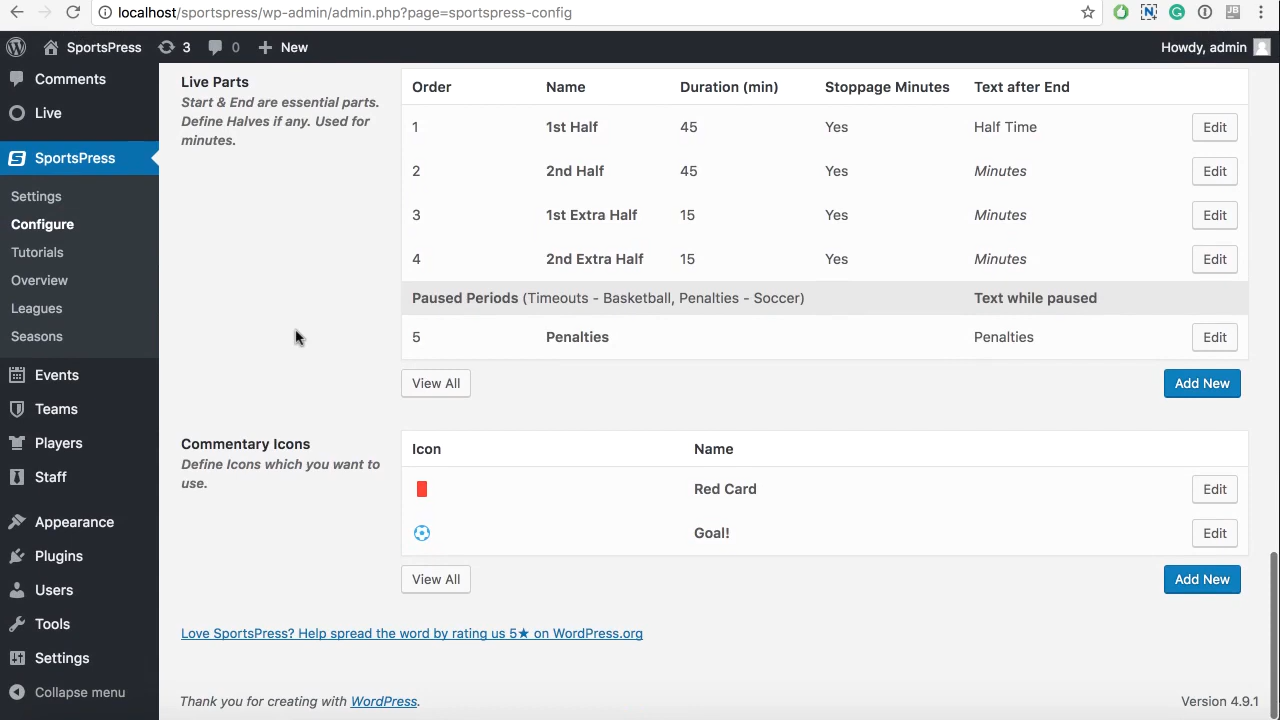 localhost/sportspress/wp-admin/admin.php?page=sportspress-config
SportsPress 3 0 New Howdy, admin
Comments
Live
SportsPress
Settings
Configure
Tutorials
Overview
Leagues
Seasons
Events
Teams
Players
Staff
Appearance
Plugins
Users
Tools
Settings
Collapse menu
Live Parts
Start & End are essential parts.
Define Halves if any. Used for
minutes.
Order Name Duration (min) Stoppage Minutes Text after End
1 1st Half 45 Yes Half Time Edit
2 2nd Half 45 Yes Minutes Edit
3 1st Extra Half 15 Yes Minutes Edit
4 2nd Extra Half 15 Yes Minutes Edit
Paused Periods (Timeouts - Basketball, Penalties - Soccer) Text while paused
5 Penalties Penalties Edit
View All Add New
Commentary Icons
Define Icons which you want to
use.
Icon Name
Red Card Edit
Goal! Edit
View All Add New
Love SportsPress? Help spread the word by rating us 5★ on WordPress.org
Thank you for creating with WordPress. Version 4.9.1